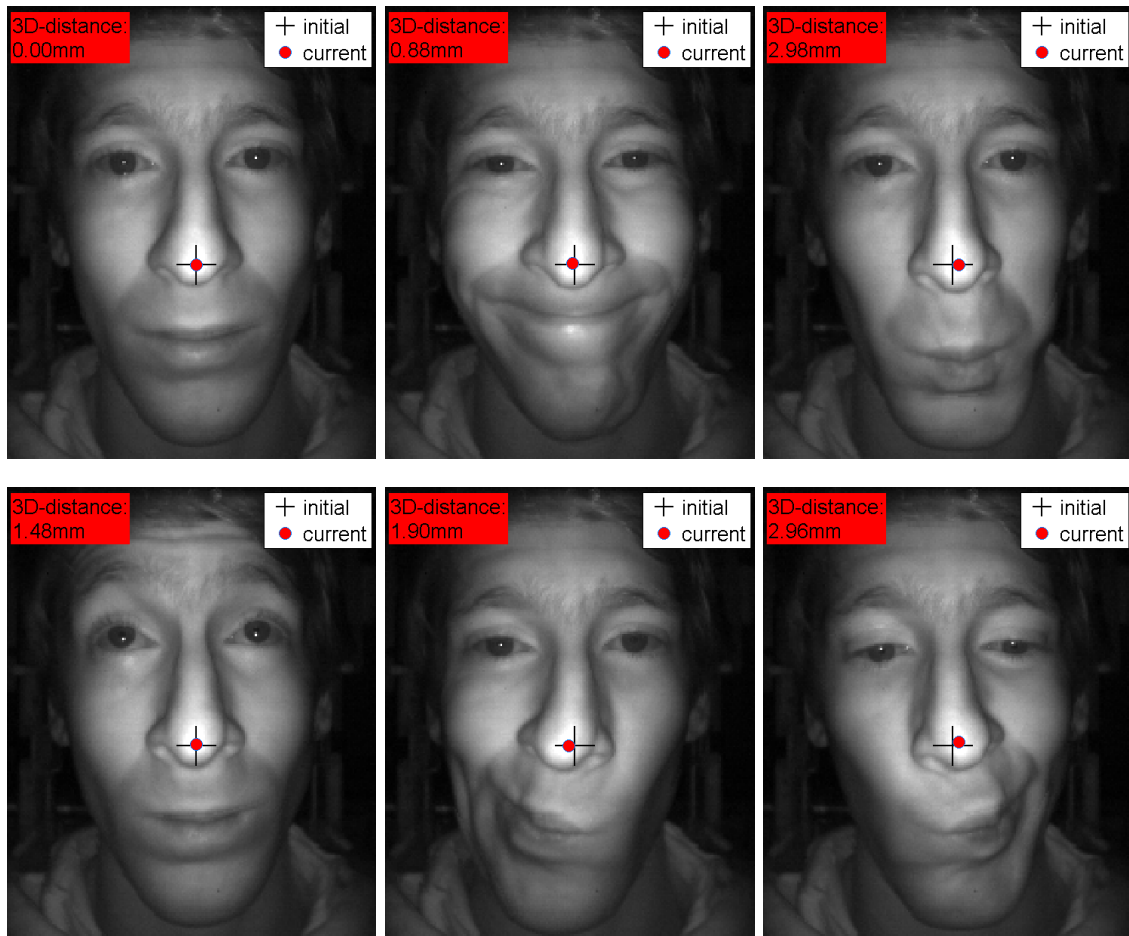 3D-distance:
0.00mm
initial
current
3D-distance:
0.88mm
initial
current
3D-distance:
2.98mm
initial
current
3D-distance:
1.48mm
initial
current
3D-distance:
1.90mm
initial
current
3D-distance:
2.96mm
initial
current